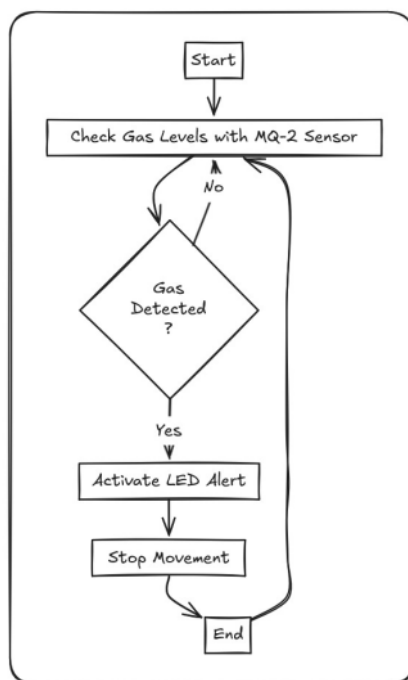 Start
Check Gas Levels with MQ-2 Sensor
No
Gas
Detected
?
Yes
Activate LED Alert
Stop Movement
End